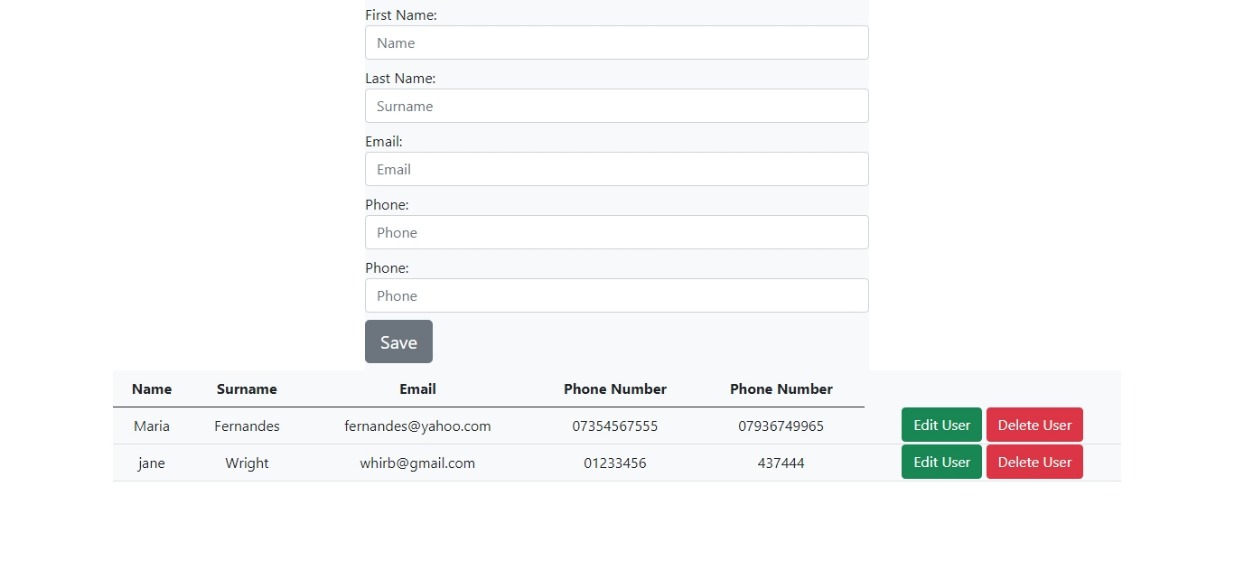 First Name:
Name
Last Name:
Surname
Email:
Email
Phone:
Phone
Phone:
Phone
Save
Name Surname Email Phone Number Phone Number
Maria Fernandes fernandes@yahoo.com 07354567555 07936749965 Edit User Delete User
jane Wright whirb@gmail.com 01233456 437444 Edit User Delete User